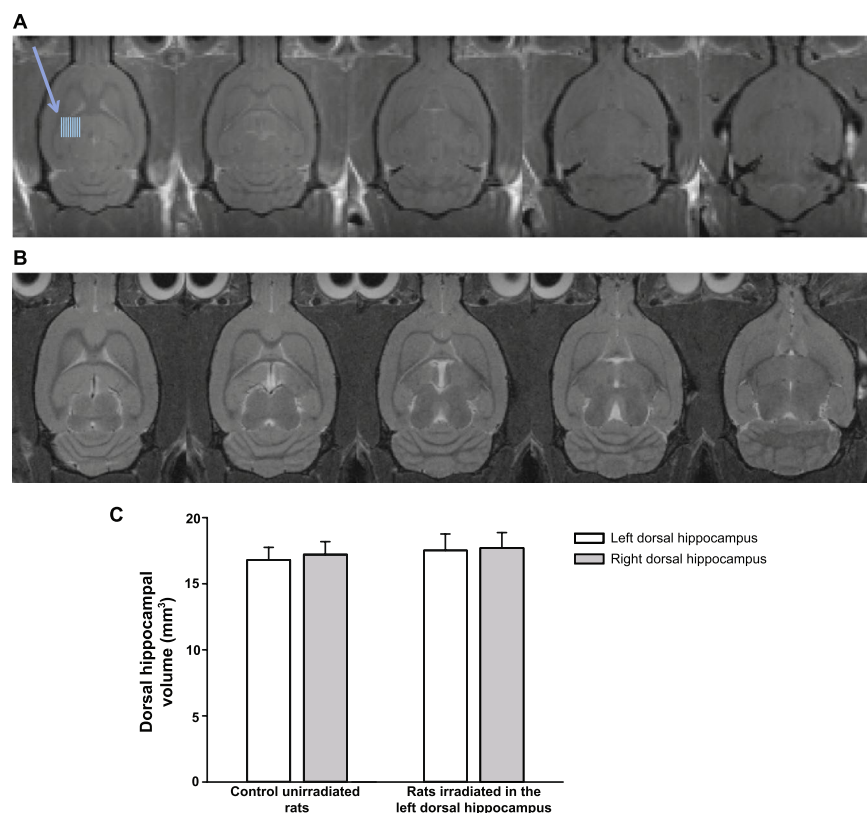 A
B
C
20
15
10
5
0
Dorsal hippocampal
volume (mm³)
Left dorsal hippocampus
Right dorsal hippocampus
Control unirradiated
rats
Rats irradiated in the
left dorsal hippocampus